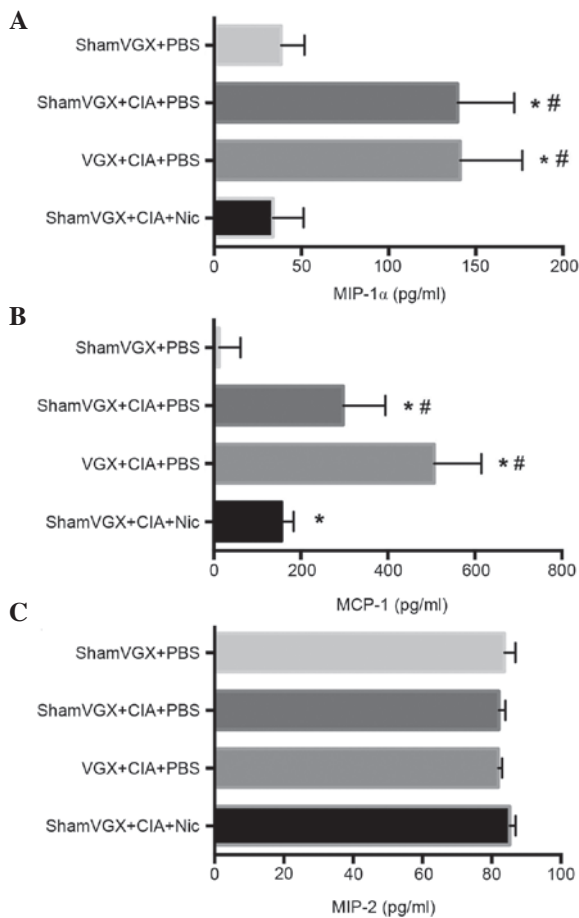 A
ShamVGX+PBS
ShamVGX+CIA+PBS
* #
VGX+CIA+PBS
* #
ShamVGX+CIA+Nic
0 50 100 150 200
MIP-1α (pg/ml)
B
ShamVGX+PBS
ShamVGX+CIA+PBS
* #
VGX+CIA+PBS
* #
ShamVGX+CIA+Nic
*
0 200 400 600 800
MCP-1 (pg/ml)
C
ShamVGX+PBS
ShamVGX+CIA+PBS
VGX+CIA+PBS
ShamVGX+CIA+Nic
0 20 40 60 80 100
MIP-2 (pg/ml)